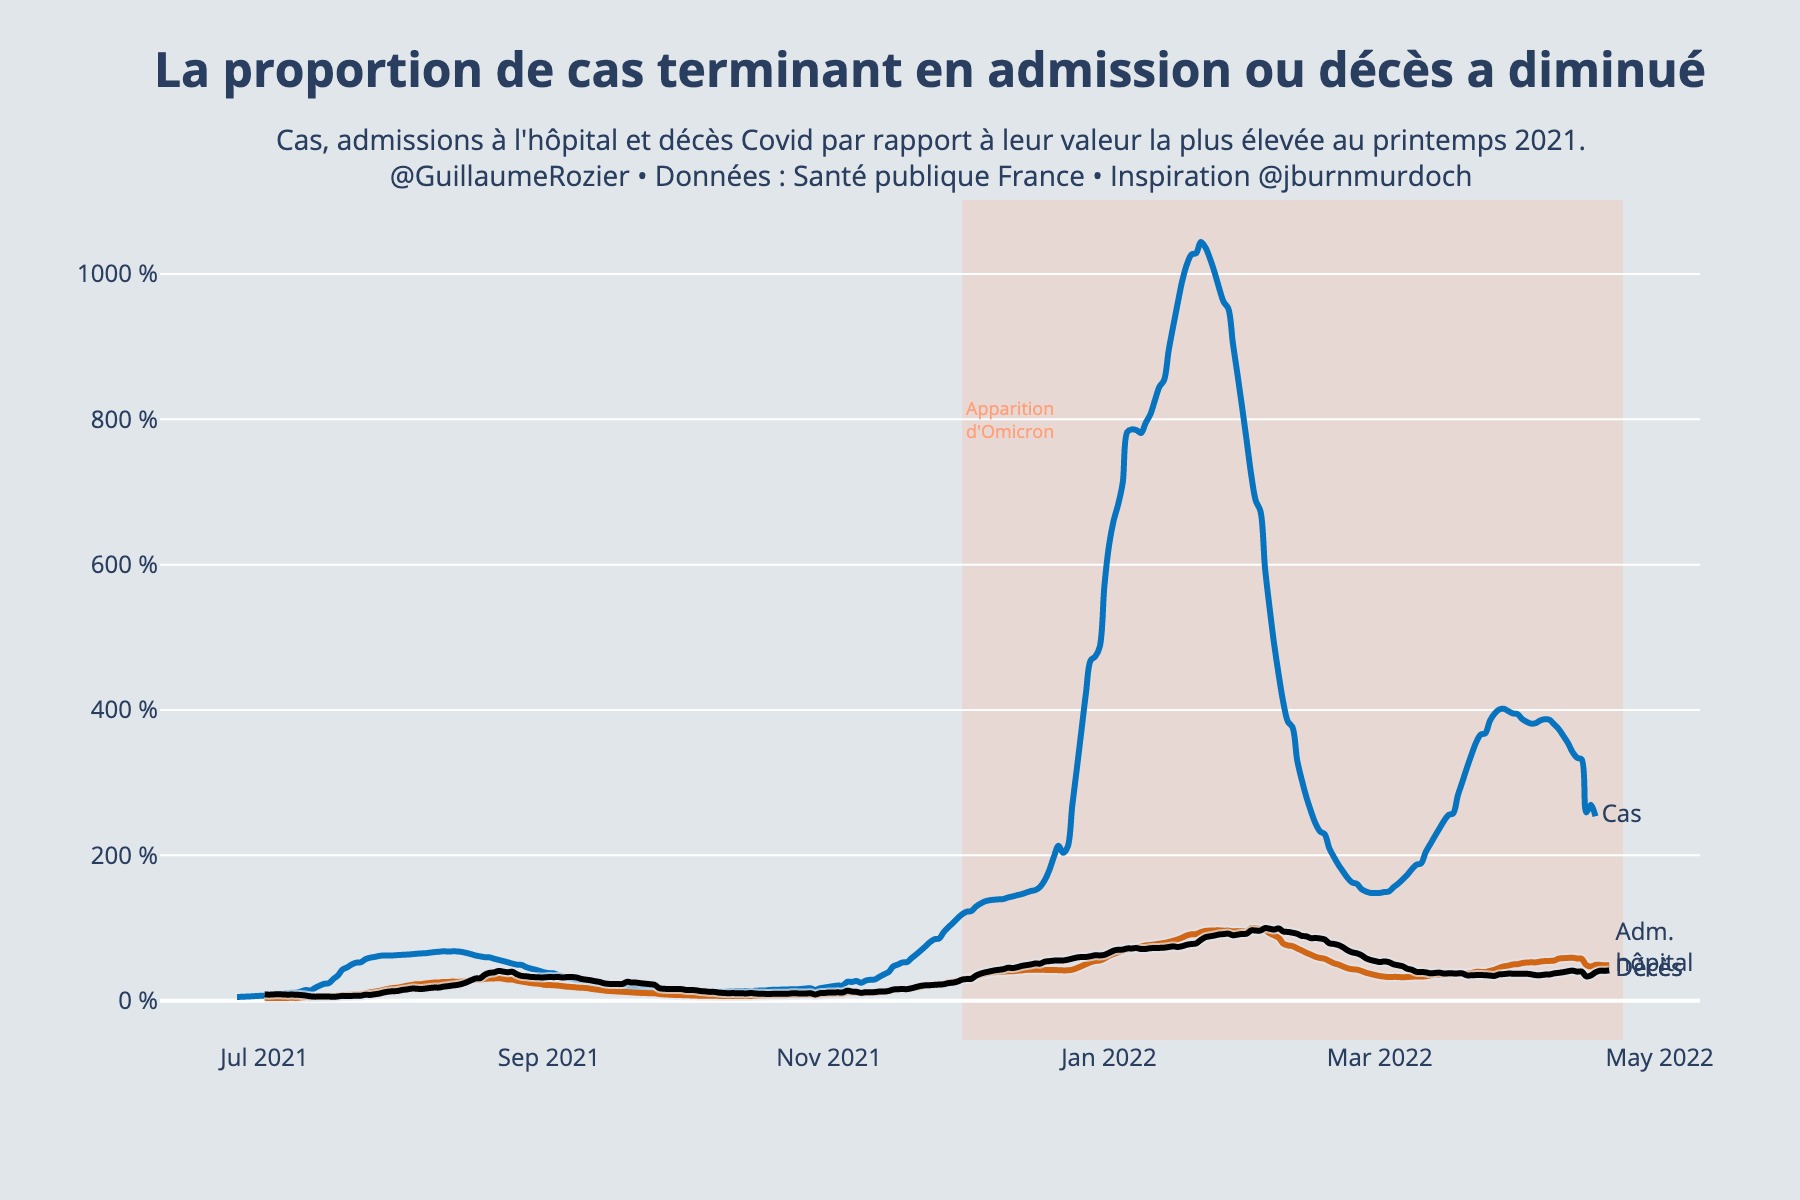 La proportion de cas terminant en admission ou décès a diminué
Cas, admissions à l'hôpital et décès Covid par rapport à leur valeur la plus élevée au printemps 2021.
@GuillaumeRozier • Données : Santé publique France • Inspiration @jburnmurdoch
1000 %
800 %
600 %
400 %
200 %
0 %
Apparition
d'Omicron
Cas
Adm.
hôpital
Décès
Jul 2021
Sep 2021
Nov 2021
Jan 2022
Mar 2022
May 2022